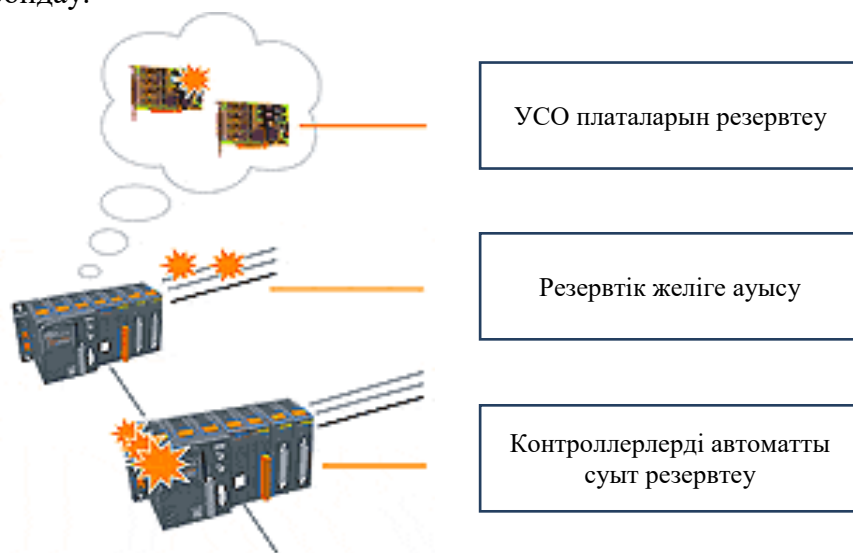 УСО платаларын резервтеу
Резервтік желіге ауысу
Контроллерлерді автоматты
суыт резервтеу